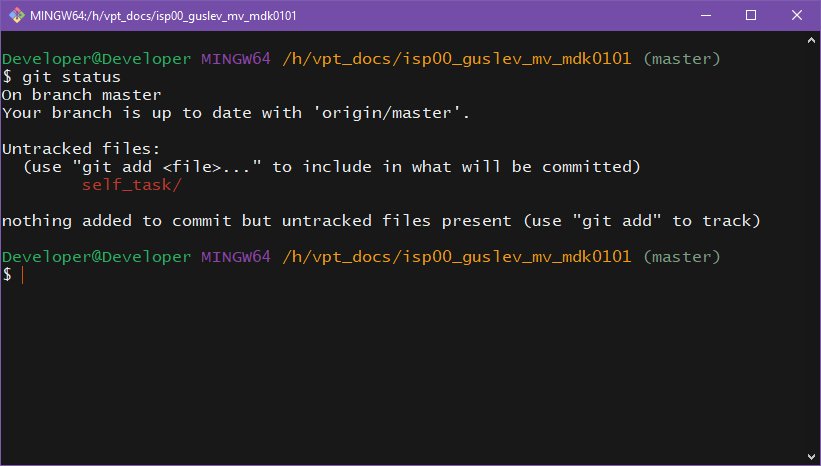 MINGW64:/h/vpt_docs/isp00_guslev_mv_mdk0101
Developer@Developer MINGW64 /h/vpt_docs/isp00_guslev_mv_mdk0101 (master)
$ git status
On branch master
Your branch is up to date with 'origin/master'.
Untracked files:
  (use "git add <file>..." to include in what will be committed)
        self_task/
nothing added to commit but untracked files present (use "git add" to track)
Developer@Developer MINGW64 /h/vpt_docs/isp00_guslev_mv_mdk0101 (master)
$